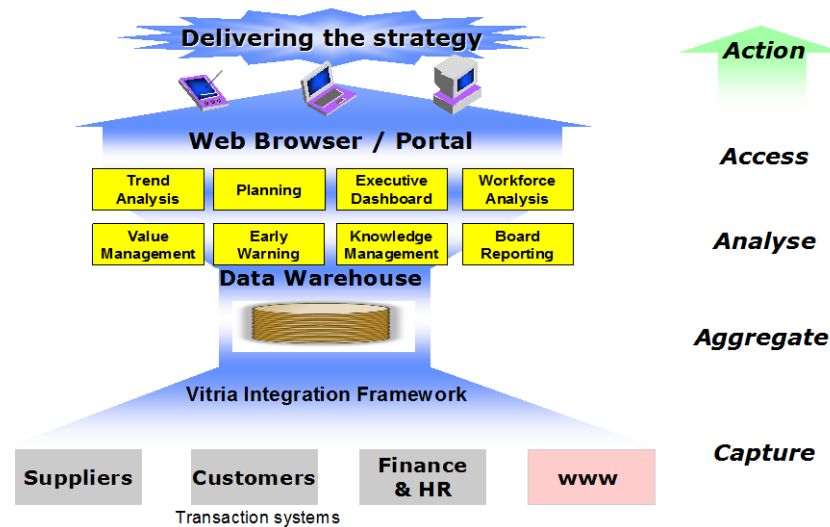 Delivering the strategy
Action
Web Browser / Portal
Access
Trend
Analysis
Planning
Executive
Dashboard
Workforce
Analysis
Value
Management
Early
Warning
Knowledge
Management
Board
Reporting
Analyse
Data Warehouse
Aggregate
Vitria Integration Framework
Suppliers
Customers
Finance
& HR
www
Capture
Transaction systems